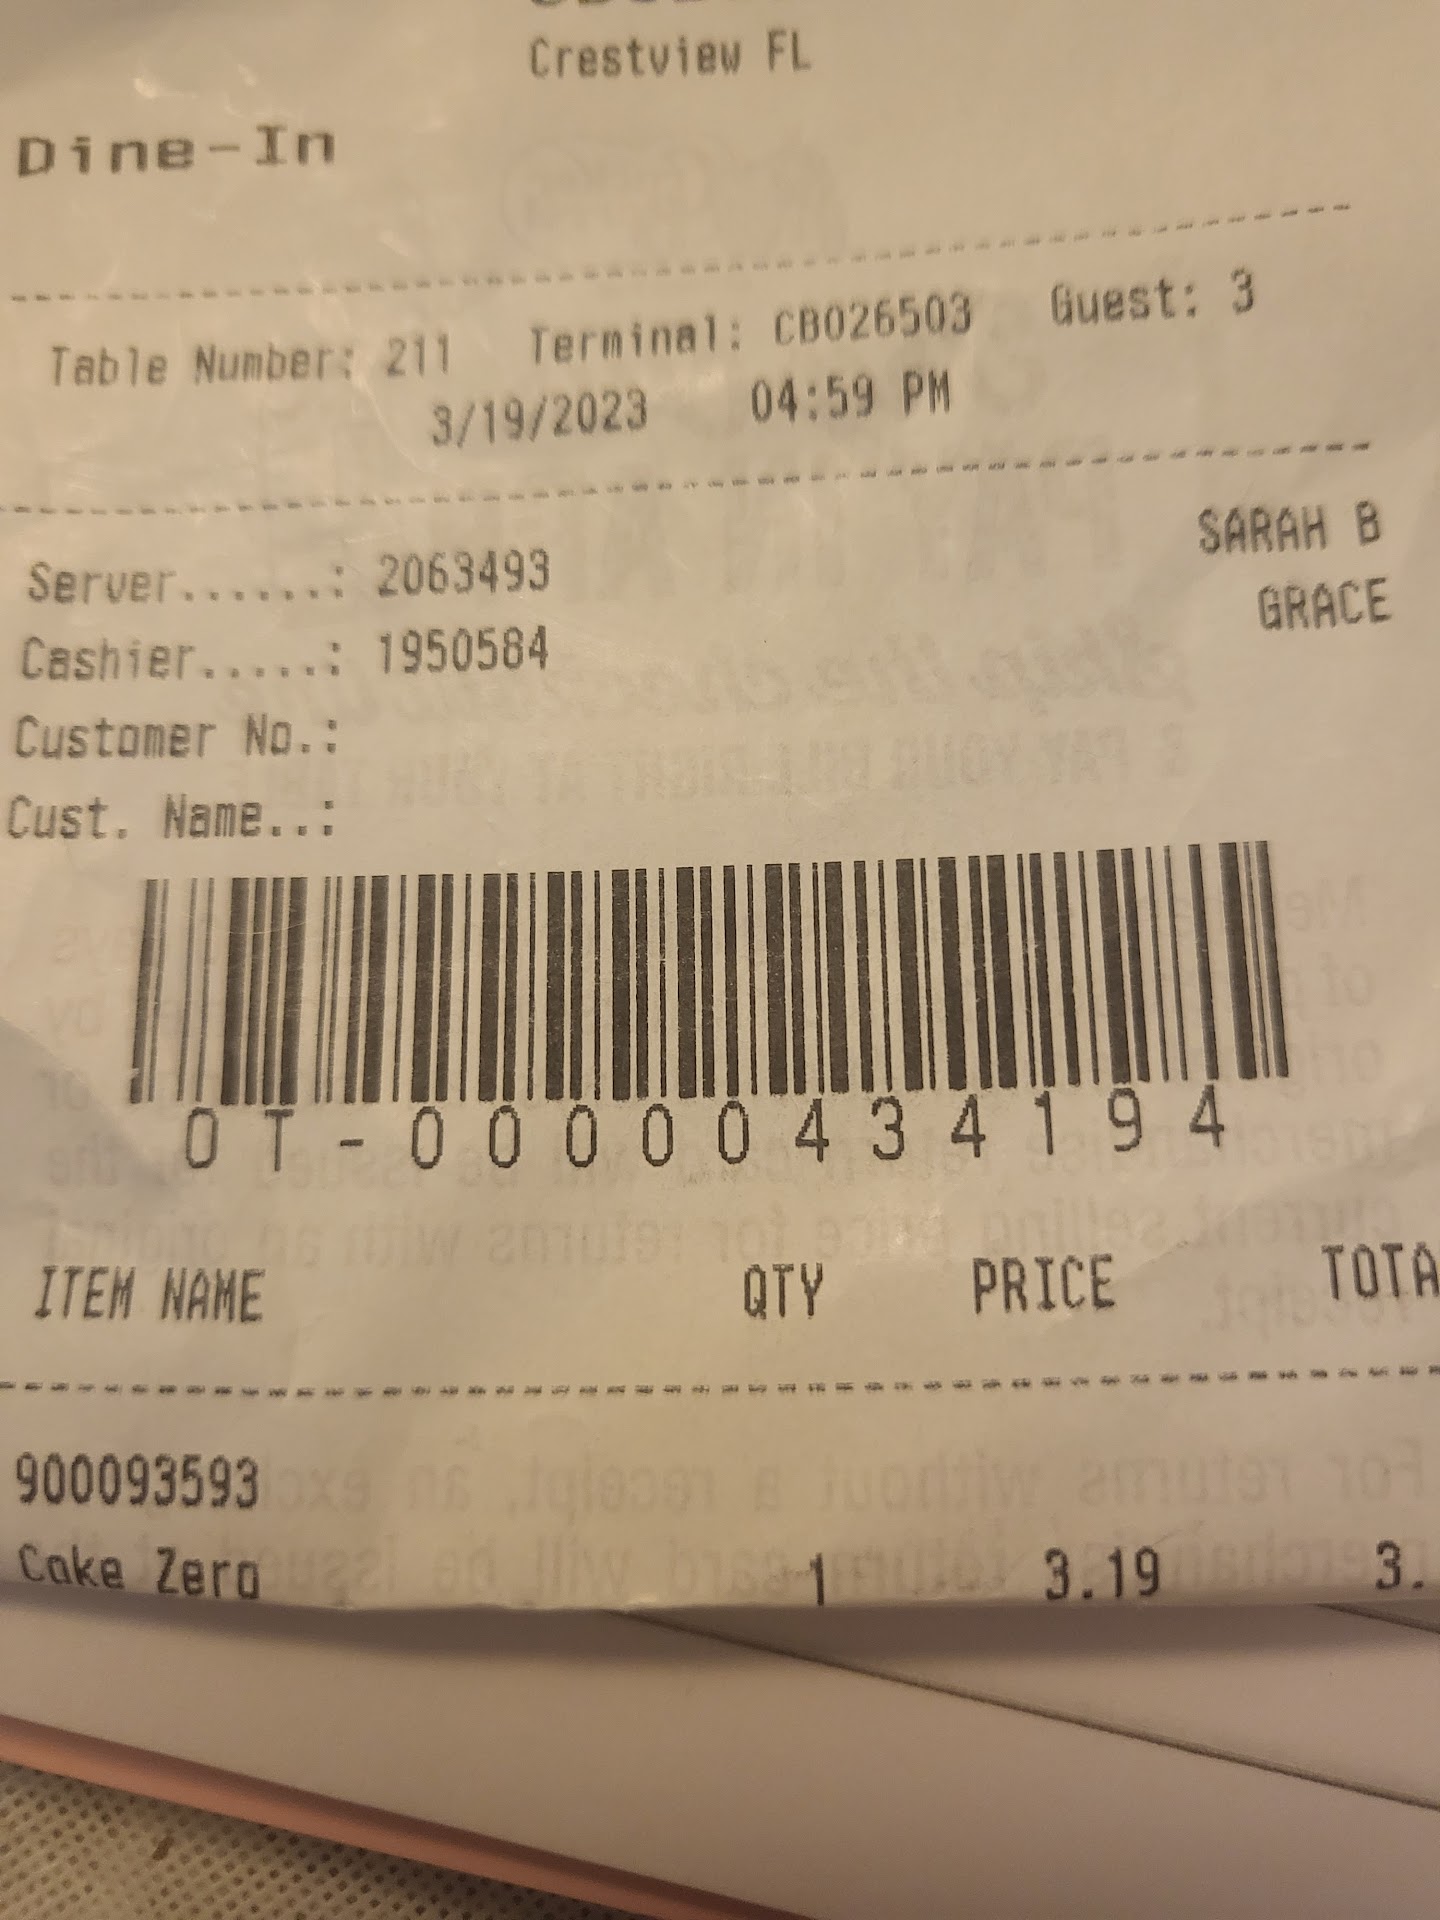 Crestview FL
Dine-In
Table Number: 211 Terminal: CB026503 Guest: 3
3/19/2023 04:59 PM
Server......: 2063493 SARAH B
Cashier.....: 1950584 GRACE
Customer No.:
Cust. Name..:
OT-00000434194
ITEM NAME QTY PRICE TOTA
900093593
Coke Zero 1 3.19 3.